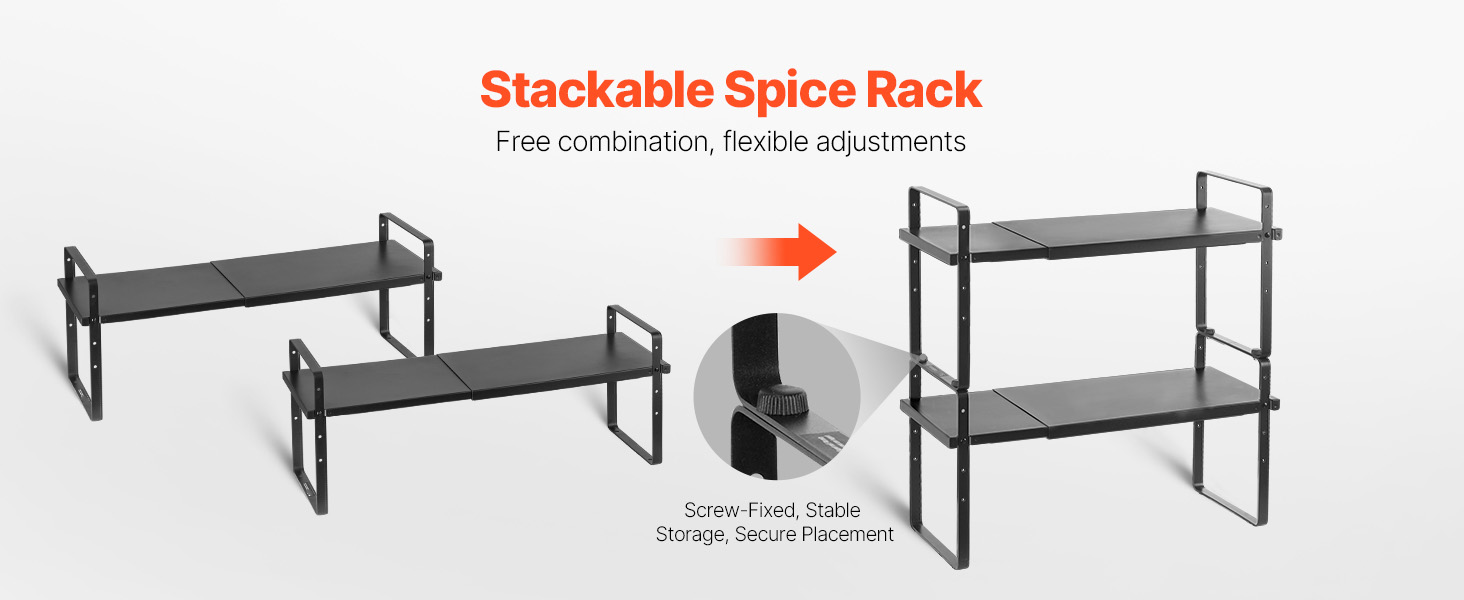 Stackable Spice Rack
Free combination, flexible adjustments
Screw-Fixed, Stable
Storage, Secure Placement